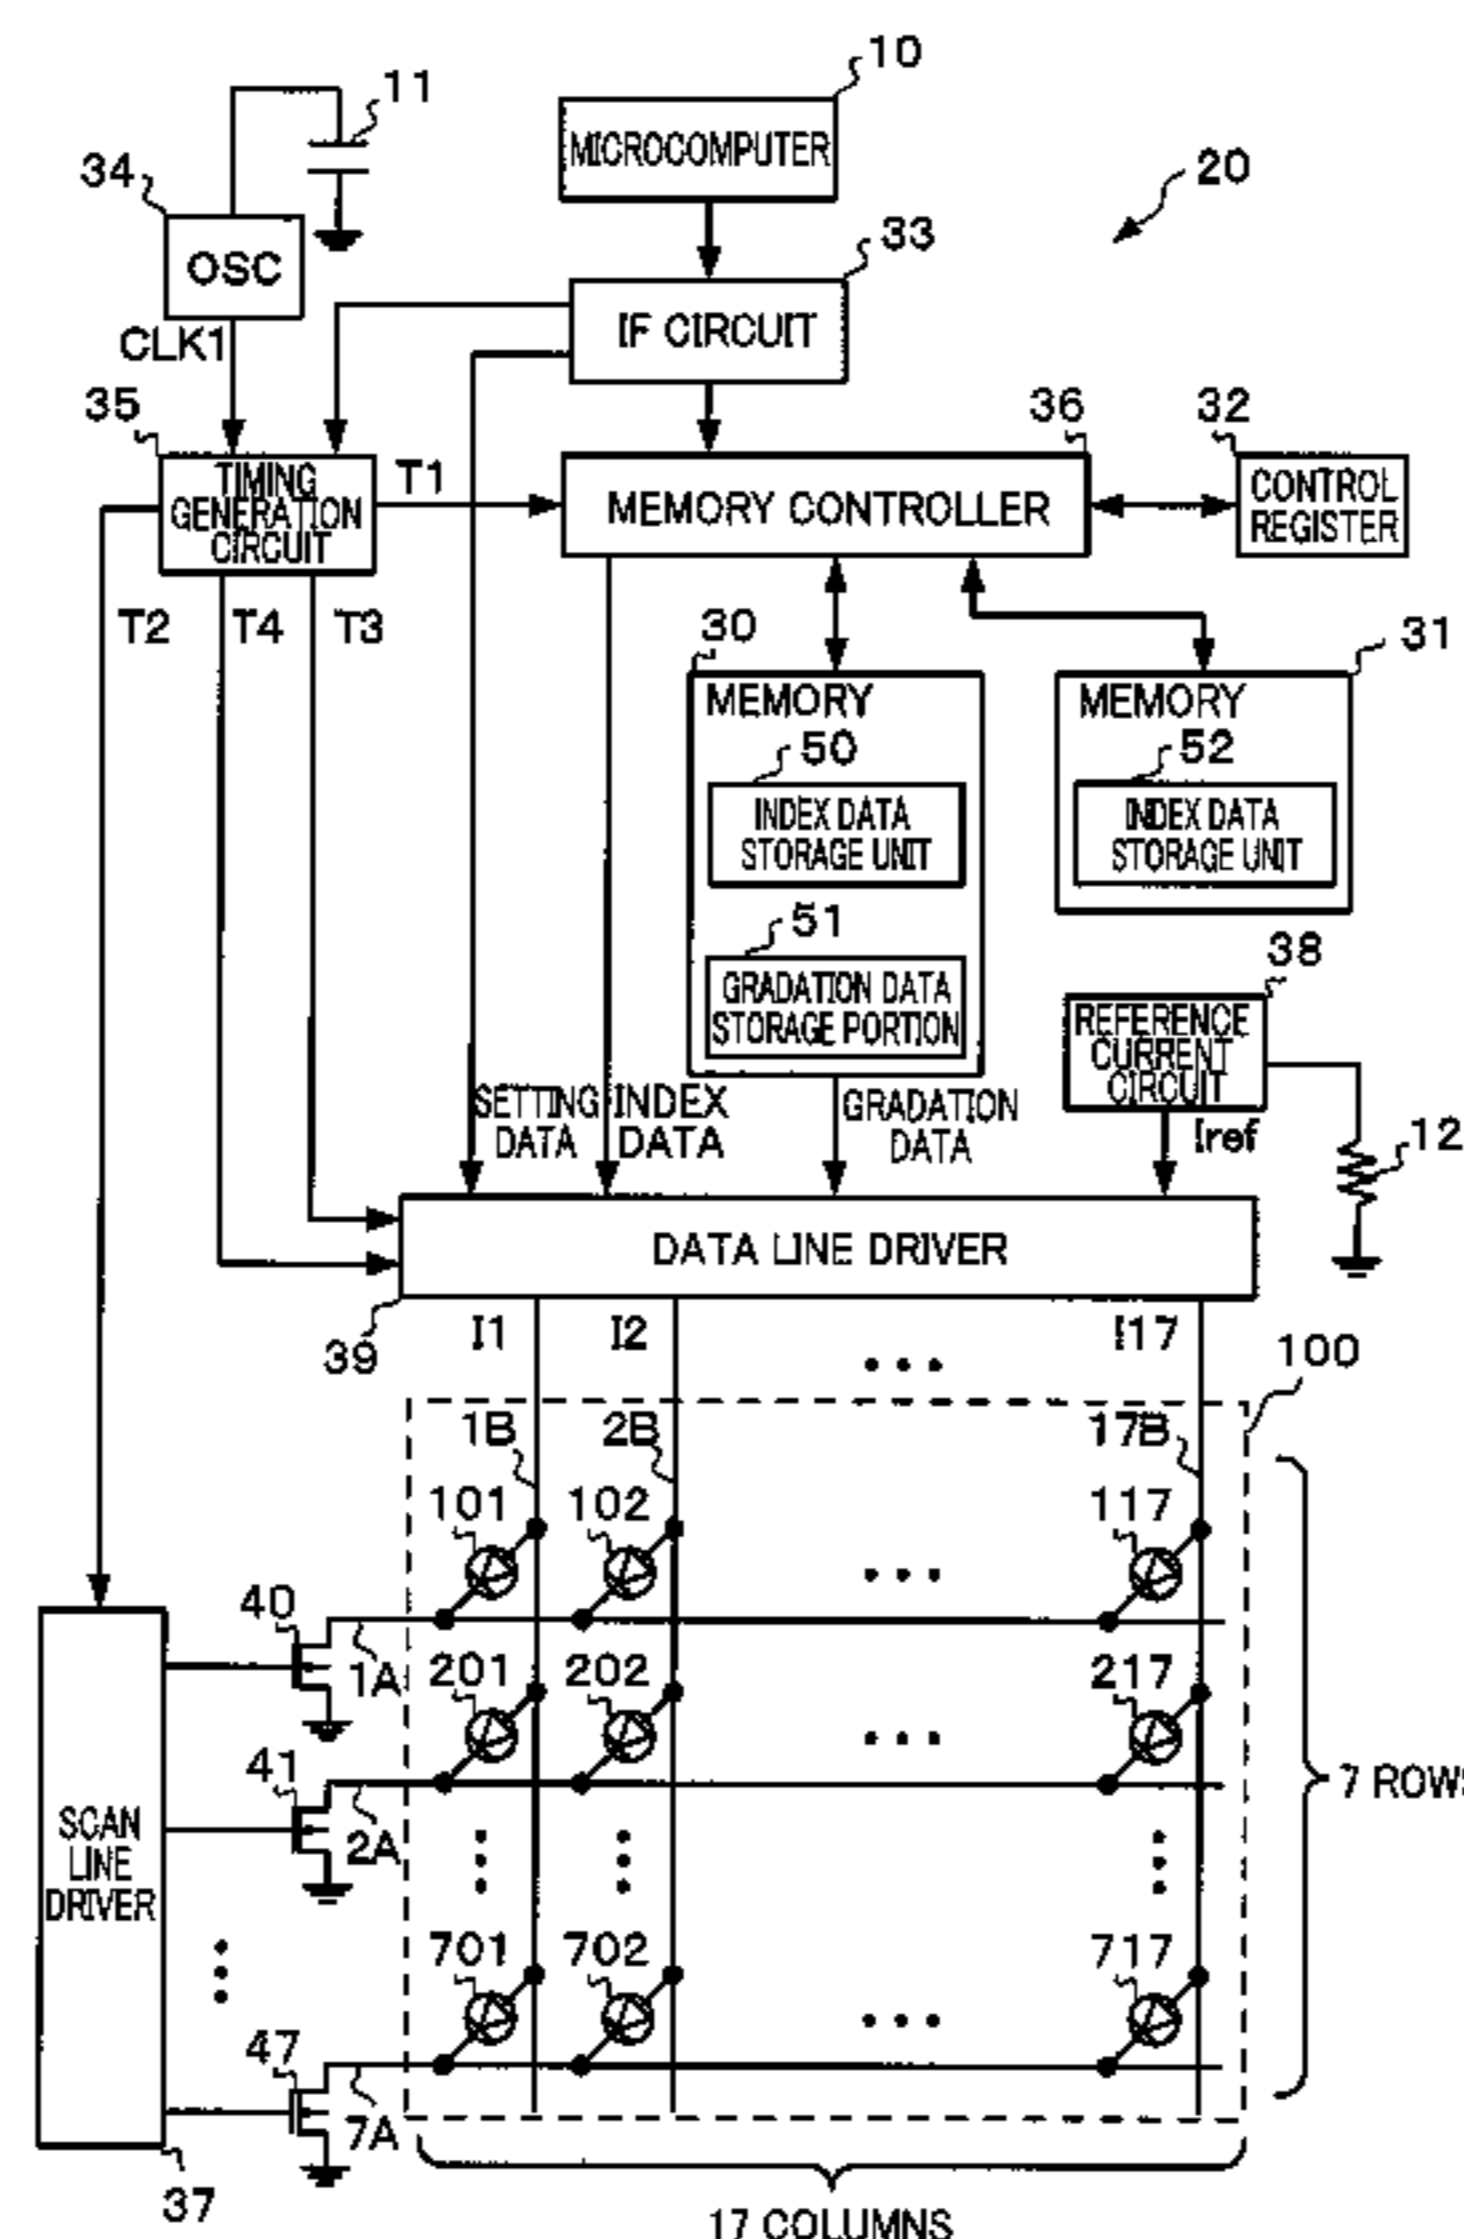 10
11
MICROCOMPUTER
34
20
33
OSC
IF CIRCUIT
CLK1
35
36
32
TIMING
GENERATION
CIRCUIT
T1
MEMORY CONTROLLER
CONTROL
REGISTER
T2
T4
T3
30
31
MEMORY
50
INDEX DATA
STORAGE UNIT
51
GRADATION DATA
STORAGE PORTION
MEMORY
52
INDEX DATA
STORAGE UNIT
38
REFERENCE
CURRENT
CIRCUIT
SETTING
DATA
INDEX
DATA
GRADATION
DATA
Iref
12
DATA LINE DRIVER
39
I1
I2
...
I17
100
1B
2B
17B
101
102
117
...
40
1A
201
202
217
...
41
2A
7 ROWS
SCAN
LINE
DRIVER
701
702
717
...
47
7A
37
17 COLUMNS